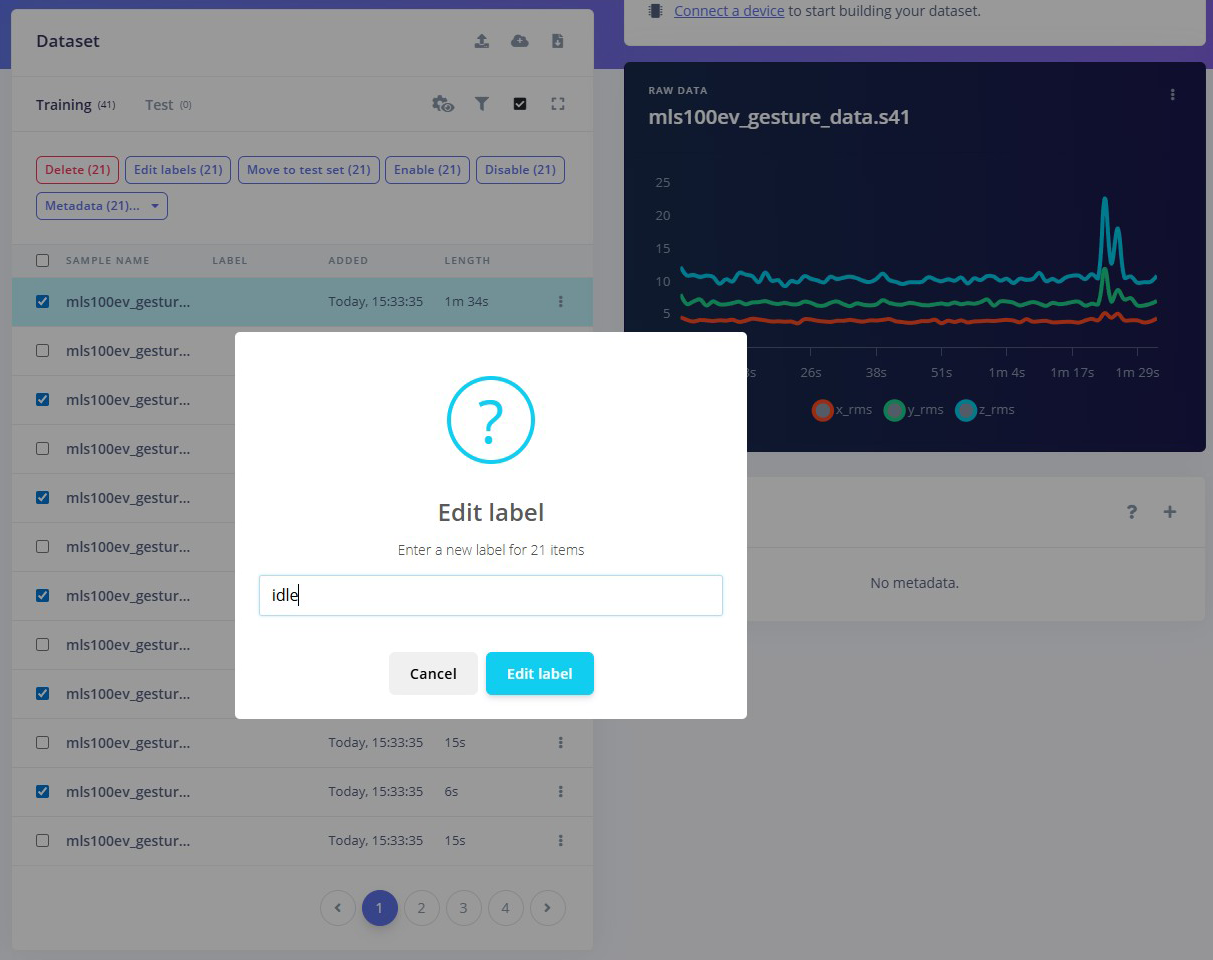 Connect a device to start building your dataset.
Dataset
Training (41) Test (0)
Delete (21) Edit labels (21) Move to test set (21) Enable (21) Disable (21)
Metadata (21)...
SAMPLE NAME LABEL ADDED LENGTH
mls100ev_gestur... Today, 15:33:35 1m 34s
mls100ev_gestur...
mls100ev_gestur...
mls100ev_gestur...
mls100ev_gestur...
mls100ev_gestur...
mls100ev_gestur...
mls100ev_gestur...
mls100ev_gestur...
mls100ev_gestur... Today, 15:33:35 15s
mls100ev_gestur... Today, 15:33:35 6s
mls100ev_gestur... Today, 15:33:35 15s
1 2 3 4
RAW DATA
mls100ev_gesture_data.s41
25
20
15
10
5
26s 38s 51s 1m 4s 1m 17s 1m 29s
x_rms y_rms z_rms
?
Edit label
Enter a new label for 21 items
idle
Cancel Edit label
? +
No metadata.